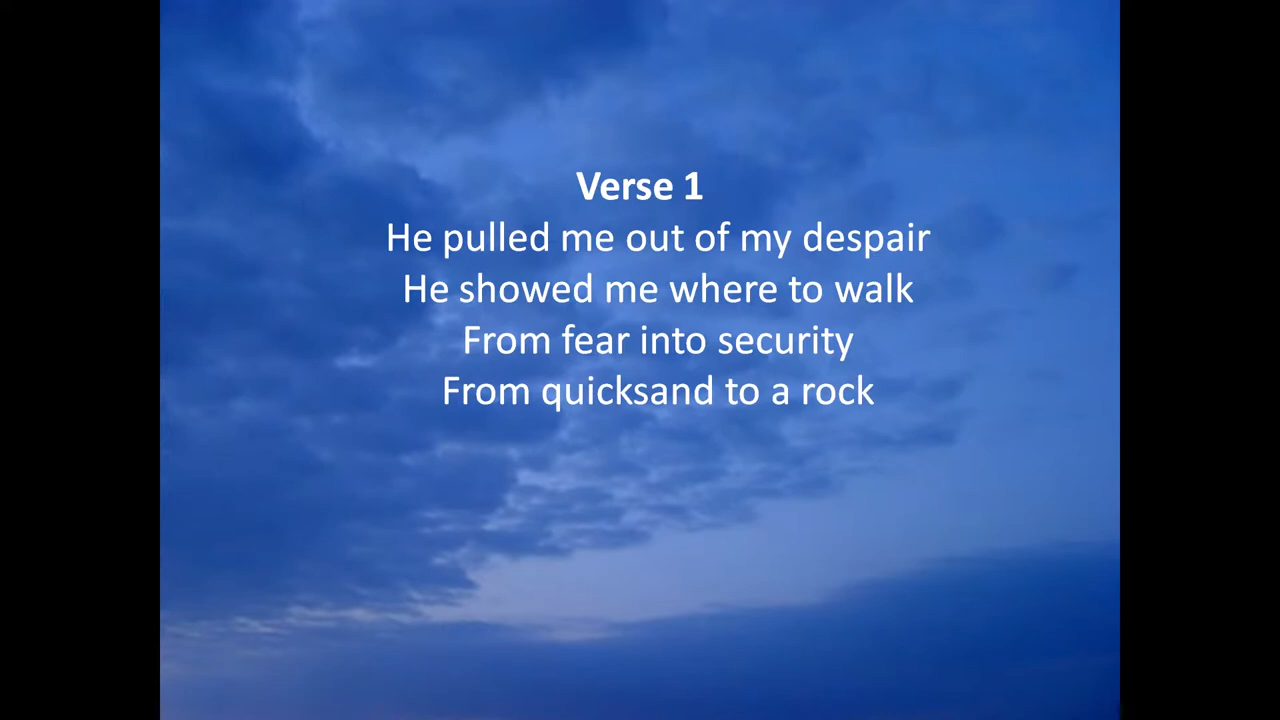 Verse 1
He pulled me out of my despair
He showed me where to walk
From fear into security
From quicksand to a rock